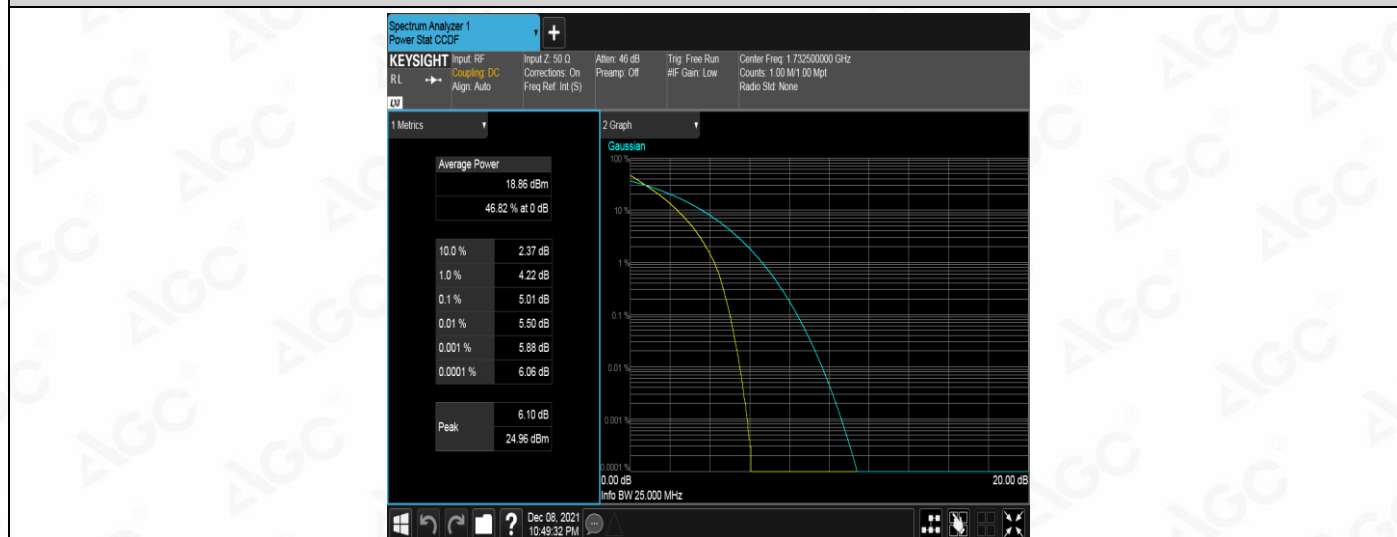 Spectrum Analyzer 1
Power Stat CCDF
+
KEYSIGHT Input: RF Input Z: 50 Ω Atten: 46 dB Trig: Free Run Center Freq: 1.732500000 GHz
RL Coupling: DC Corrections: On Preamp: Off #IF Gain: Low Counts: 1.00 M/1.00 Mpt
Align: Auto Freq Ref: Int (S) Radio Std: None
LXI
1 Metrics
2 Graph
Average Power
18.86 dBm
46.82 % at 0 dB
10.0 % 2.37 dB
1.0 % 4.22 dB
0.1 % 5.01 dB
0.01 % 5.50 dB
0.001 % 5.88 dB
0.0001 % 6.06 dB
Peak 6.10 dB
24.96 dBm
Gaussian
100 %
10 %
1 %
0.1 %
0.01 %
0.001 %
0.0001 %
0.00 dB 20.00 dB
Info BW 25.000 MHz
? Dec 08, 2021
10:49:32 PM
AGC